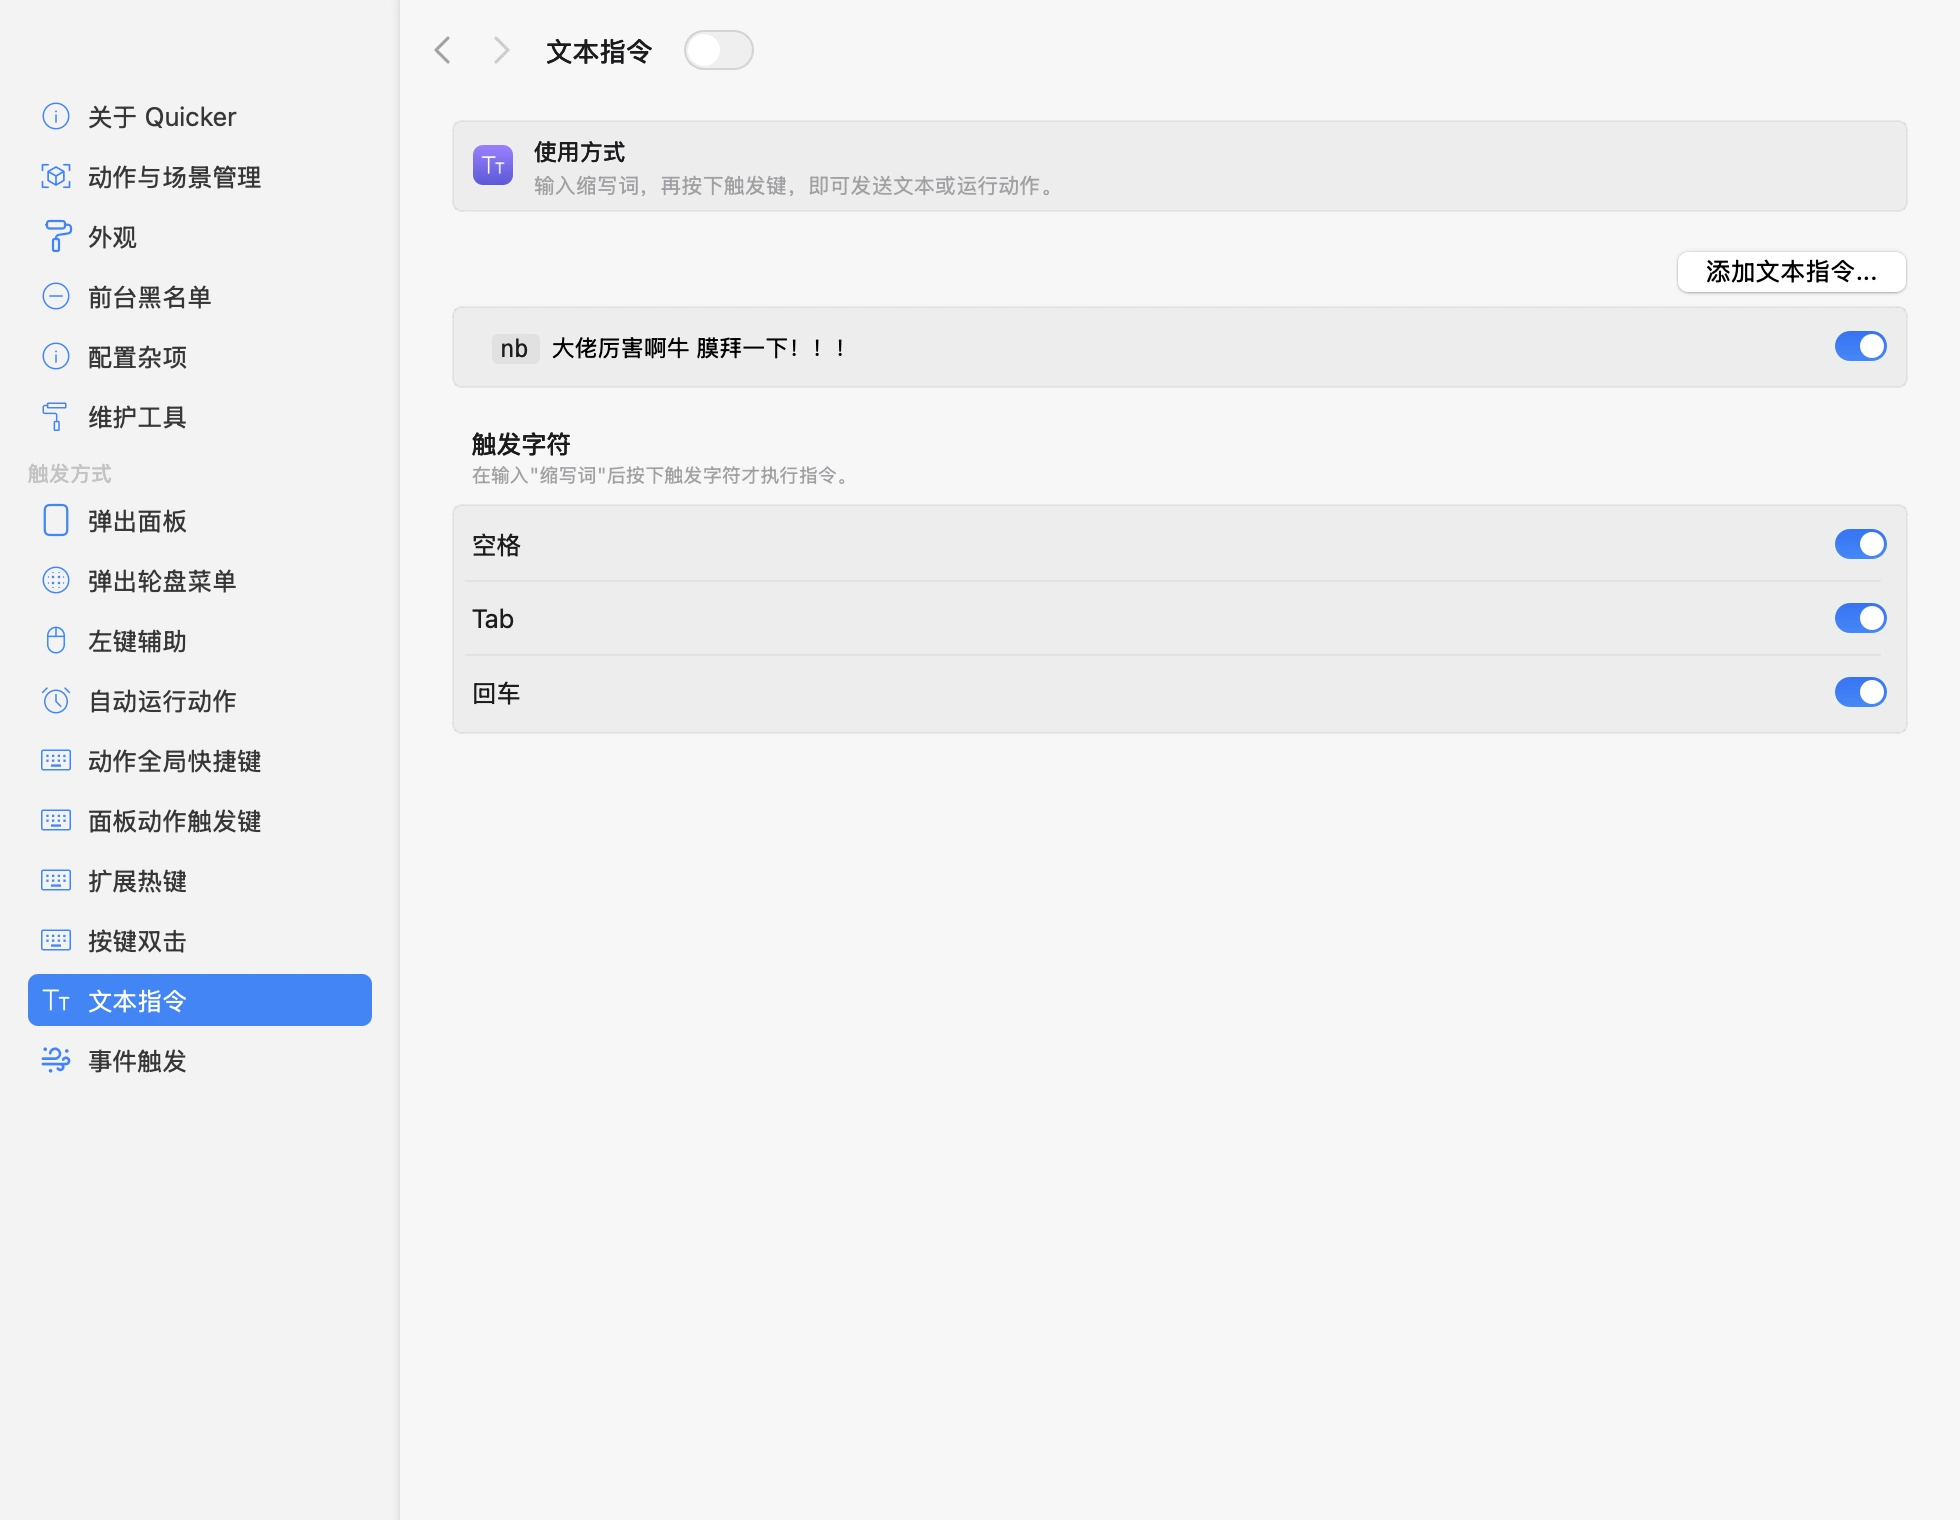 关于 Quicker
动作与场景管理
外观
前台黑名单
配置杂项
维护工具
触发方式
弹出面板
弹出轮盘菜单
左键辅助
自动运行动作
动作全局快捷键
面板动作触发键
扩展热键
按键双击
文本指令
事件触发
文本指令
使用方式
输入缩写词，再按下触发键，即可发送文本或运行动作。
添加文本指令...
nb 大佬厉害啊牛 膜拜一下！！！
触发字符
在输入"缩写词"后按下触发字符才执行指令。
空格
Tab
回车